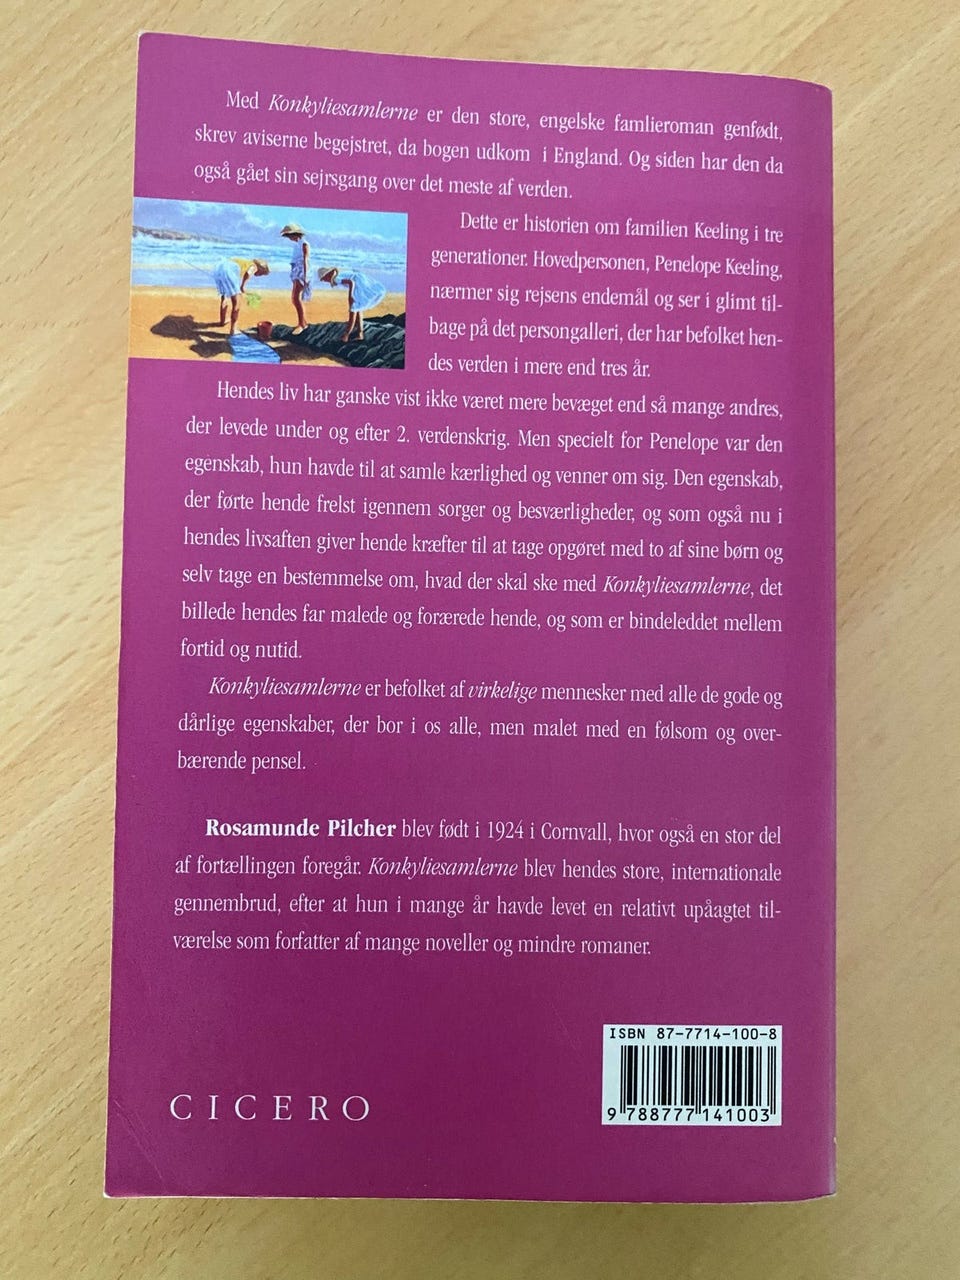 Med Konkyliesamlerne er den store, engelske famlieroman genfødt,
skrev aviserne begejstret, da bogen udkom i England. Og siden har den da
også gået sin sejrsgang over det meste af verden.
Dette er historien om familien Keeling i tre
generationer. Hovedpersonen, Penelope Keeling,
nærmer sig rejsens endemål og ser i glimt til-
bage på det persongalleri, der har befolket hen-
des verden i mere end tres år.
Hendes liv har ganske vist ikke været mere bevæget end så mange andres,
der levede under og efter 2. verdenskrig. Men specielt for Penelope var den
egenskab, hun havde til at samle kærlighed og venner om sig. Den egenskab,
der førte hende frelst igennem sorger og besværligheder, og som også nu i
hendes livsaften giver hende kræfter til at tage opgøret med to af sine børn og
selv tage en bestemmelse om, hvad der skal ske med Konkyliesamlerne, det
billede hendes far malede og forærede hende, og som er bindeleddet mellem
fortid og nutid.
Konkyliesamlerne er befolket af virkelige mennesker med alle de gode og
dårlige egenskaber, der bor i os alle, men malet med en følsom og over-
bærende pensel.
Rosamunde Pilcher blev født i 1924 i Cornvall, hvor også en stor del
af fortællingen foregår. Konkyliesamlerne blev hendes store, internationale
gennembrud, efter at hun i mange år havde levet en relativt upåagtet til-
værelse som forfatter af mange noveller og mindre romaner.
ISBN 87-7714-100-8
9 788777 141003
CICERO